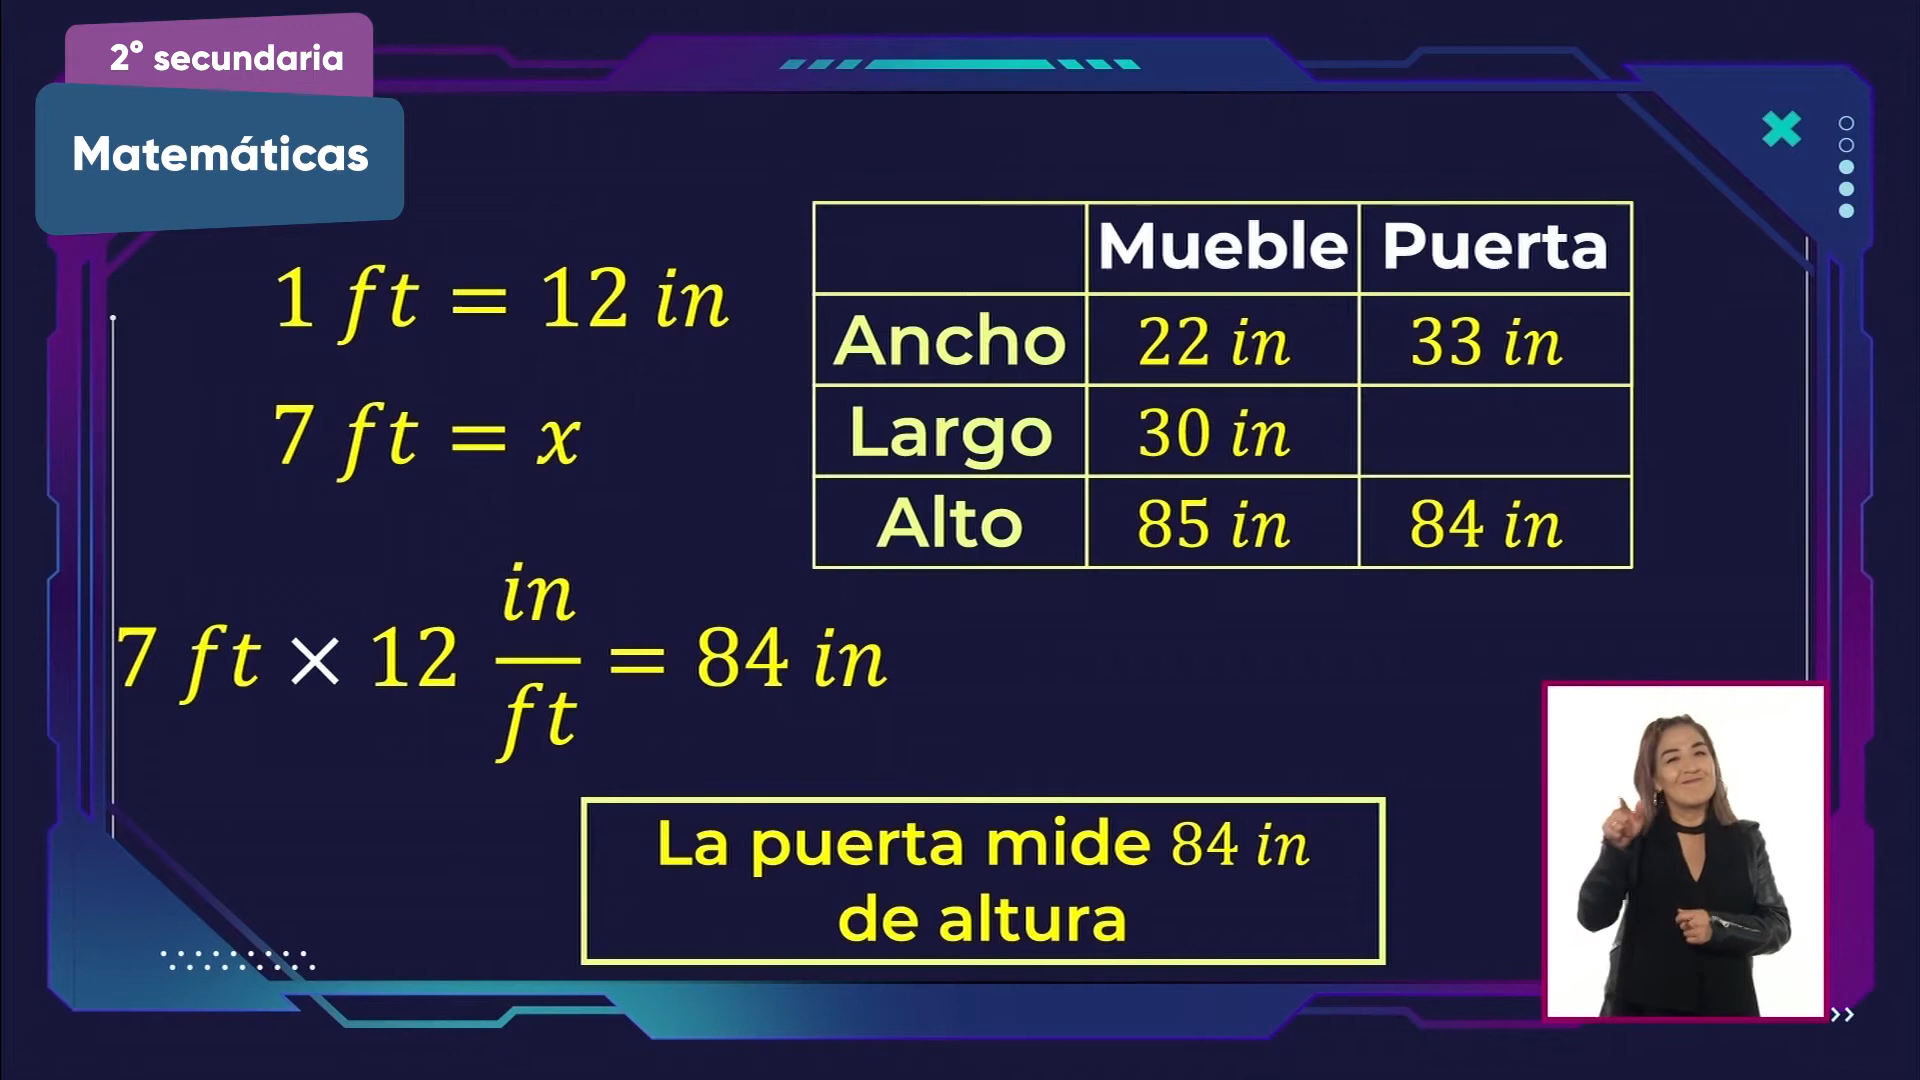 2° secundaria
Matemáticas
1 ft = 12 in
7 ft = x
7 ft × 12 in/ft = 84 in
Mueble Puerta
Ancho 22 in 33 in
Largo 30 in
Alto 85 in 84 in
La puerta mide 84 in
de altura